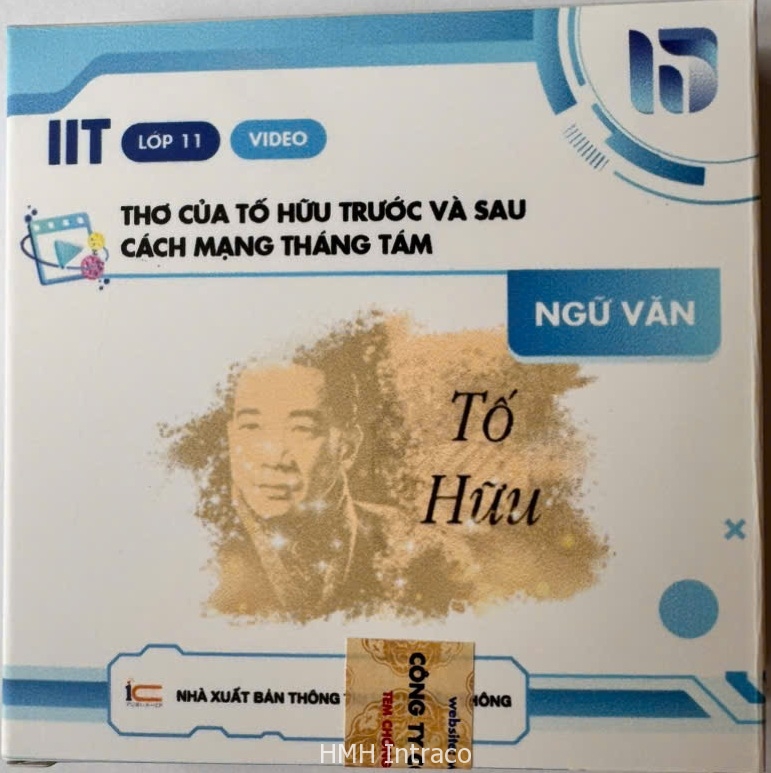 IIT LỚP 11 VIDEO
THƠ CỦA TỐ HỮU TRƯỚC VÀ SAU
CÁCH MẠNG THÁNG TÁM
NGỮ VĂN
Tố
Hữu
ic NHÀ XUẤT BẢN THÔNG
CÔNG TY
HMH Intraco